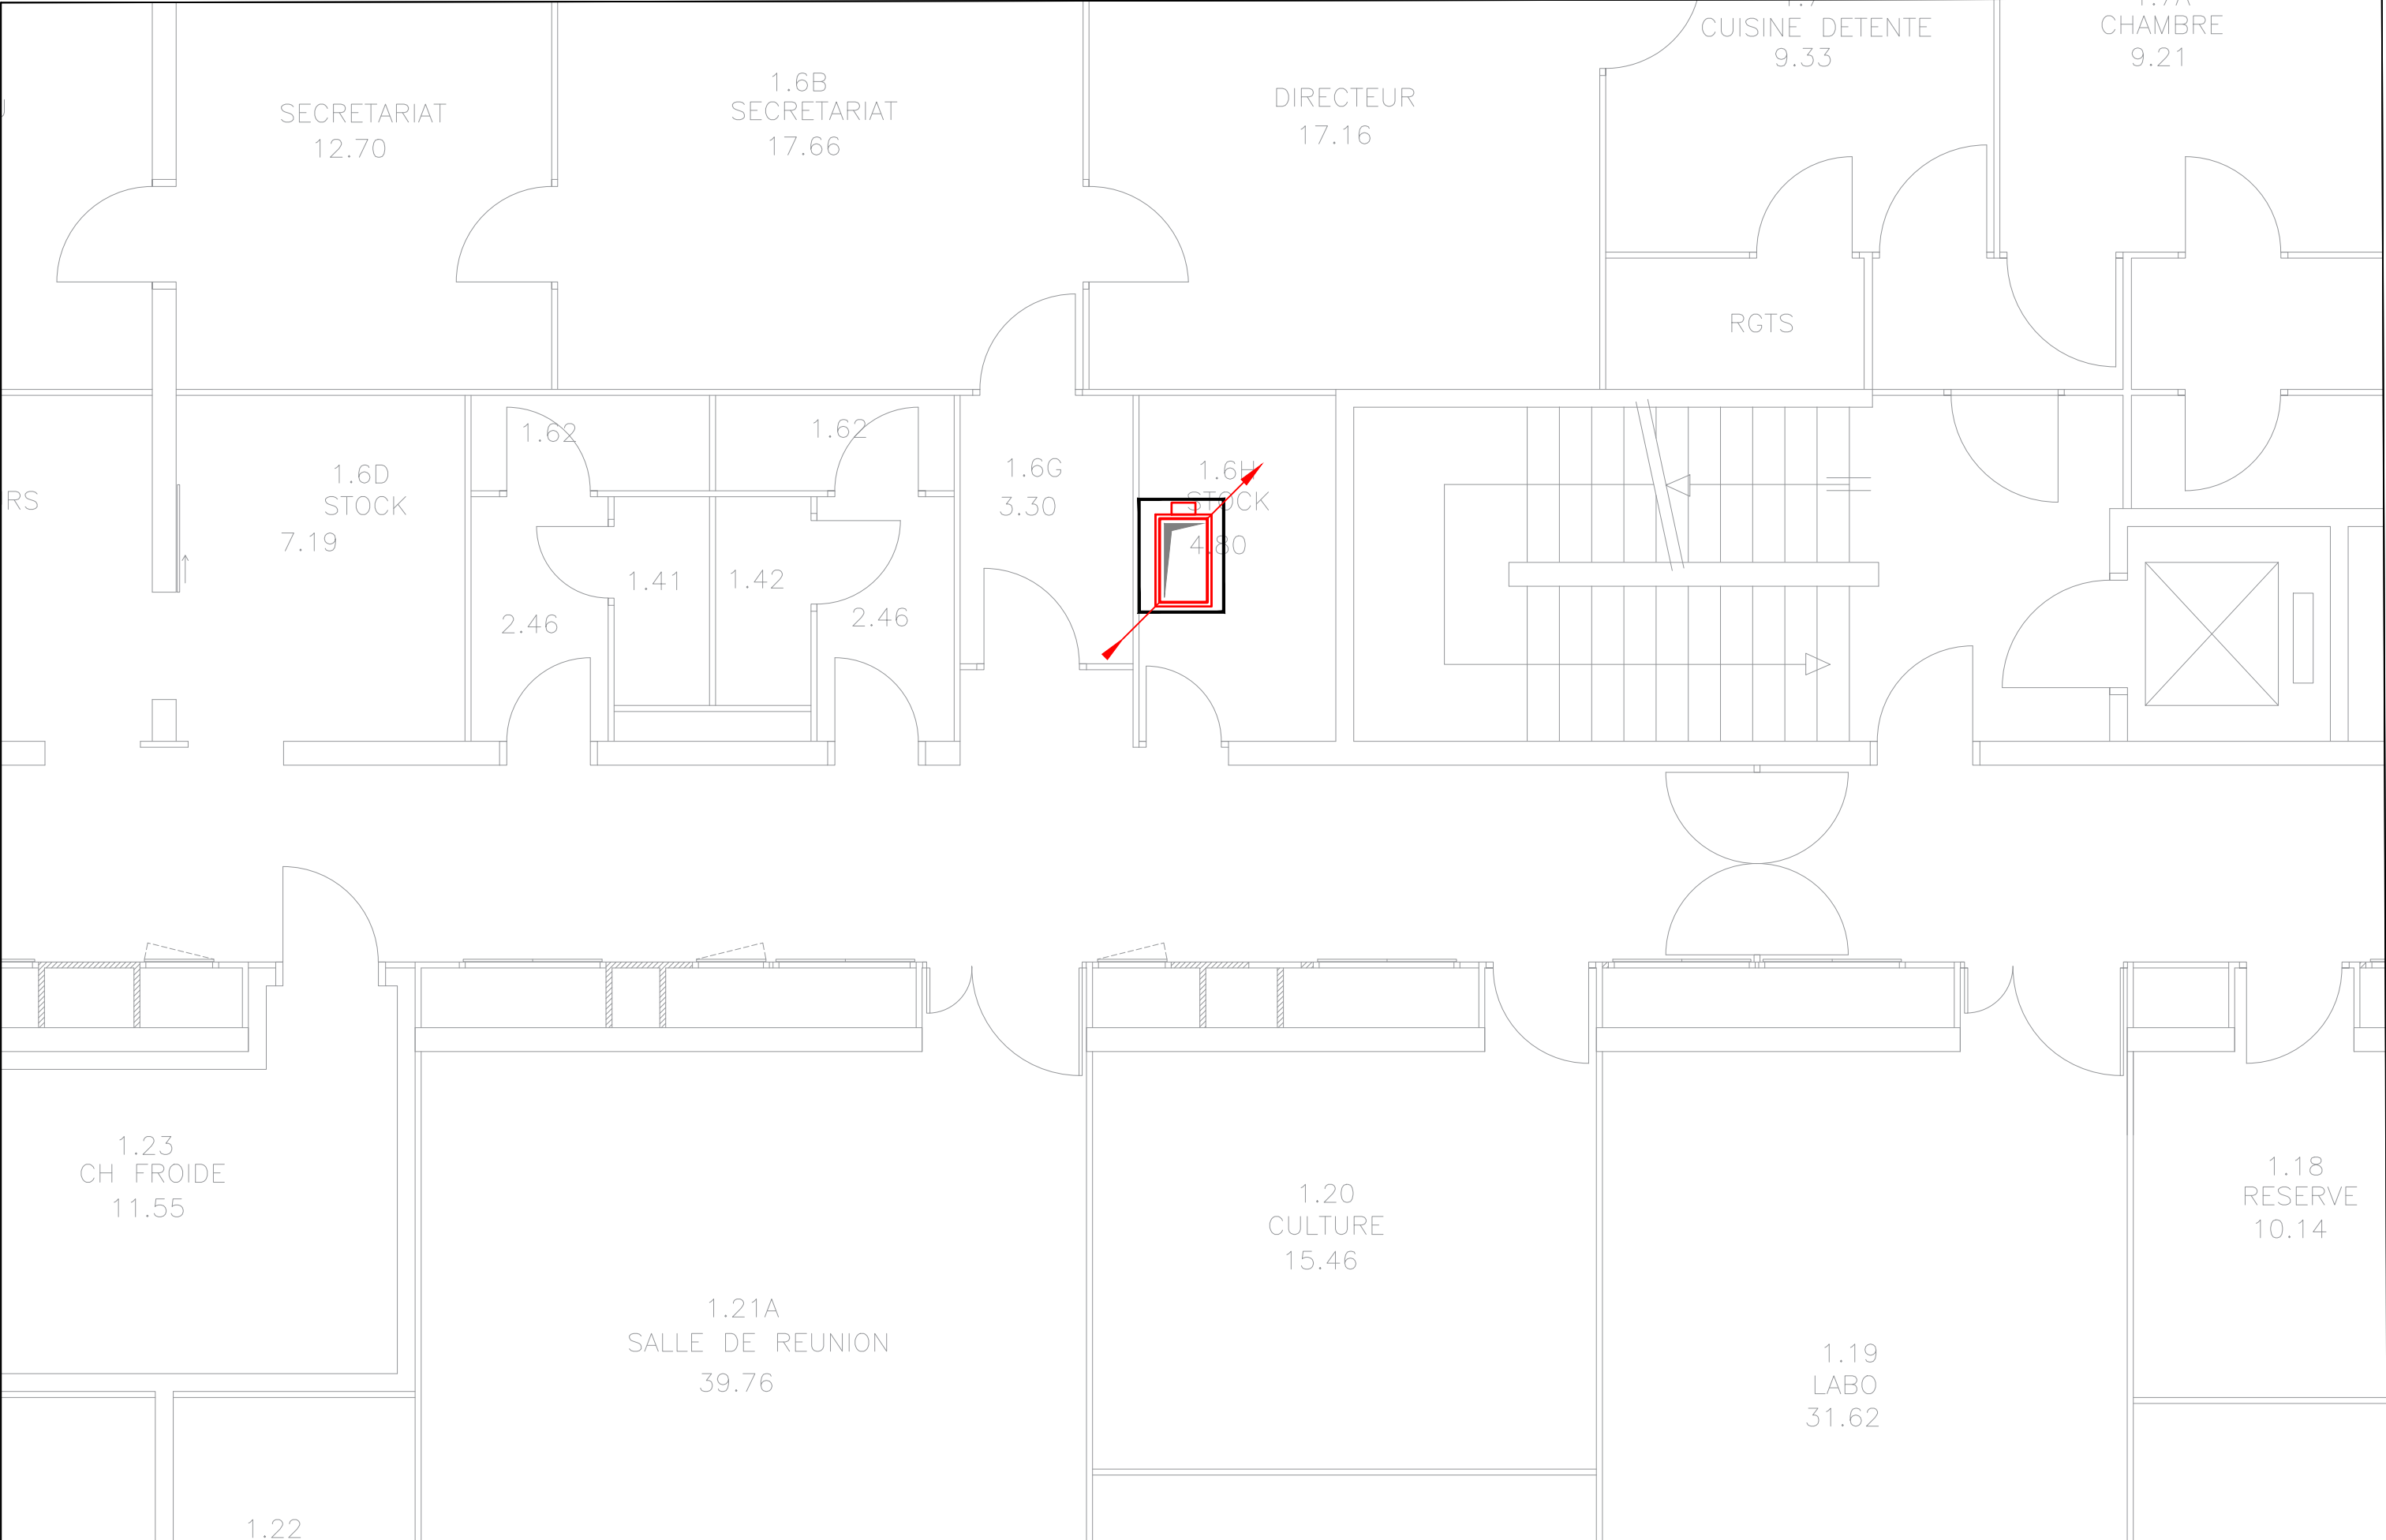 CUISINE DETENTE
9.33
CHAMBRE
9.21
SECRETARIAT
12.70
1.6B
SECRETARIAT
17.66
DIRECTEUR
17.16
RGTS
RS
1.6D
STOCK
7.19
1.62
1.62
1.41
1.42
2.46
2.46
1.6G
3.30
1.6H
STOCK
4.80
1.23
CH FROIDE
11.55
1.21A
SALLE DE REUNION
39.76
1.20
CULTURE
15.46
1.19
LABO
31.62
1.18
RESERVE
10.14
1.22